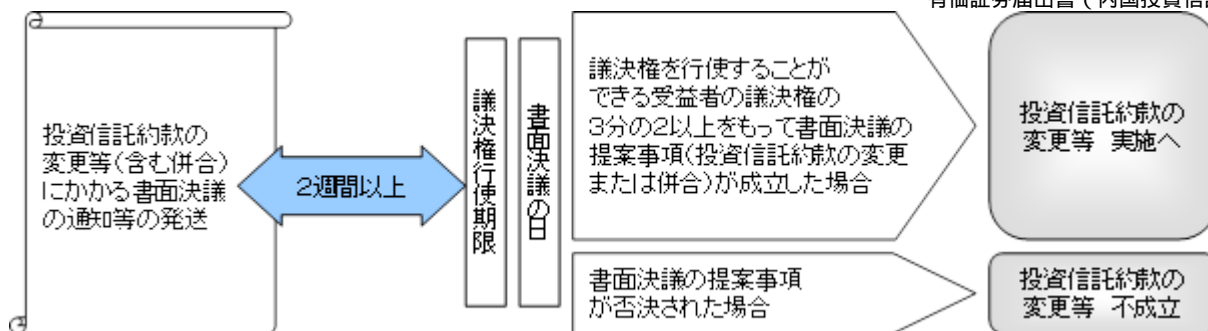 有価証券届出書(内国投資信託
投資信託約款の
変更等(含む併合)
にかかる書面決議
の通知等の発送
2週間以上
議決権行使期限
書面決議の日
議決権を行使することが
できる受益者の議決権の
3分の2以上をもって書面決議の
提案事項(投資信託約款の変更
または併合)が成立した場合
投資信託約款の
変更等 実施へ
書面決議の提案事項
が否決された場合
投資信託約款の
変更等 不成立